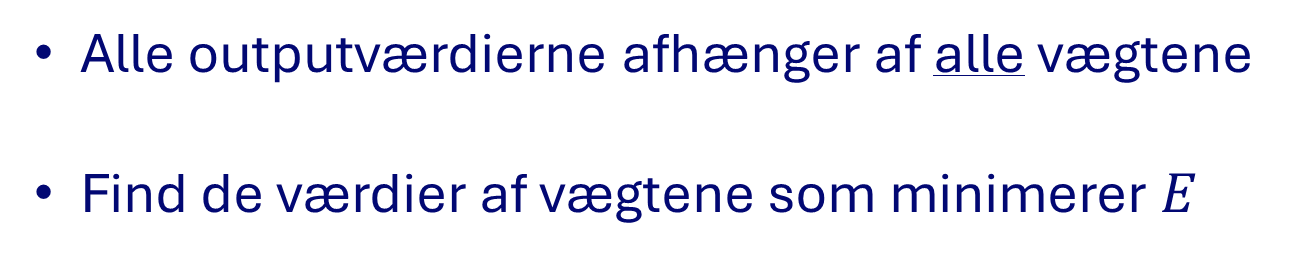 • Alle outputværdierne afhænger af alle vægtene
• Find de værdier af vægtene som minimerer E